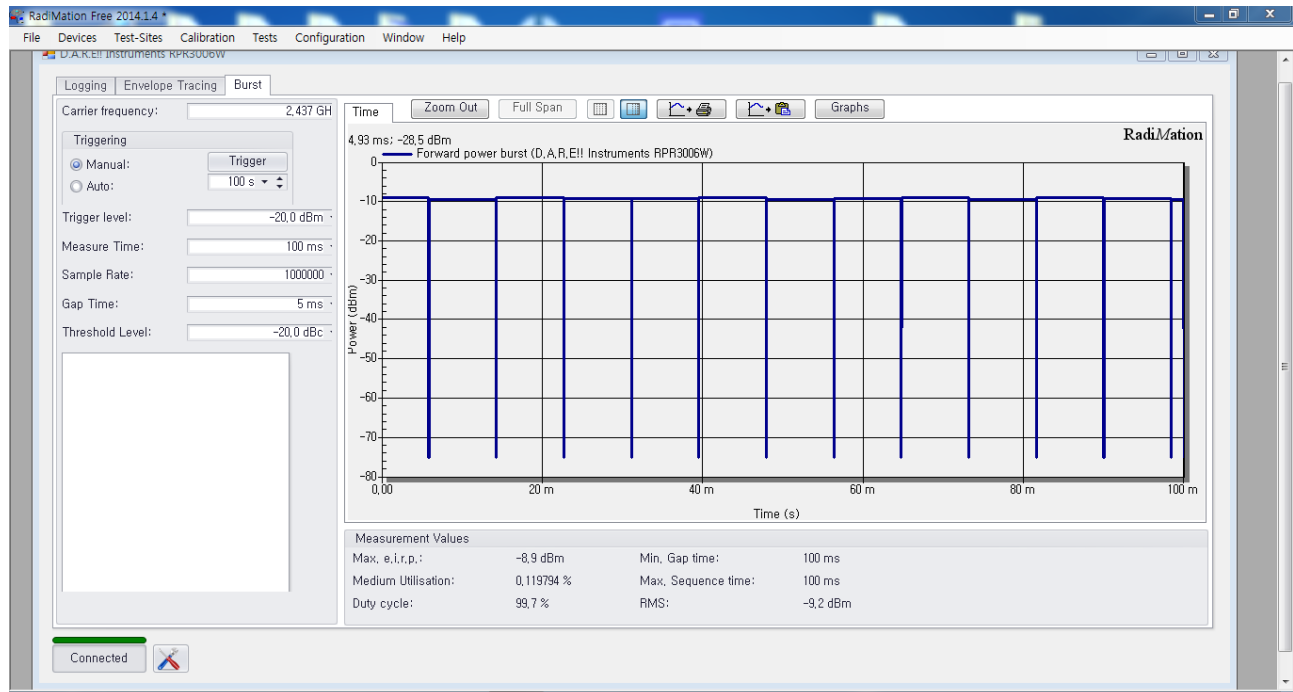 RadiMation Free 2014.1.4 *
File Devices Test-Sites Calibration Tests Configuration Window Help
D.A.R.E!! Instruments RPR3006W
Logging Envelope Tracing Burst
Carrier frequency: 2,437 GH
Triggering
Manual: Trigger
Auto: 100 s
Trigger level: -20,0 dBm
Measure Time: 100 ms
Sample Rate: 1000000
Gap Time: 5 ms
Threshold Level: -20,0 dBc
Time Zoom Out Full Span Graphs
4,93 ms; -28,5 dBm
RadiMation
Forward power burst (D,A,R,E!! Instruments RPR3006W)
0
-10
-20
-30
-40
-50
-60
-70
-80
Power (dBm)
0,00 20 m 40 m 60 m 80 m 100 m
Time (s)
Measurement Values
Max, e,i,r,p,: -8,9 dBm Min, Gap time: 100 ms
Medium Utilisation: 0,119794 % Max, Sequence time: 100 ms
Duty cycle: 99,7 % RMS: -9,2 dBm
Connected